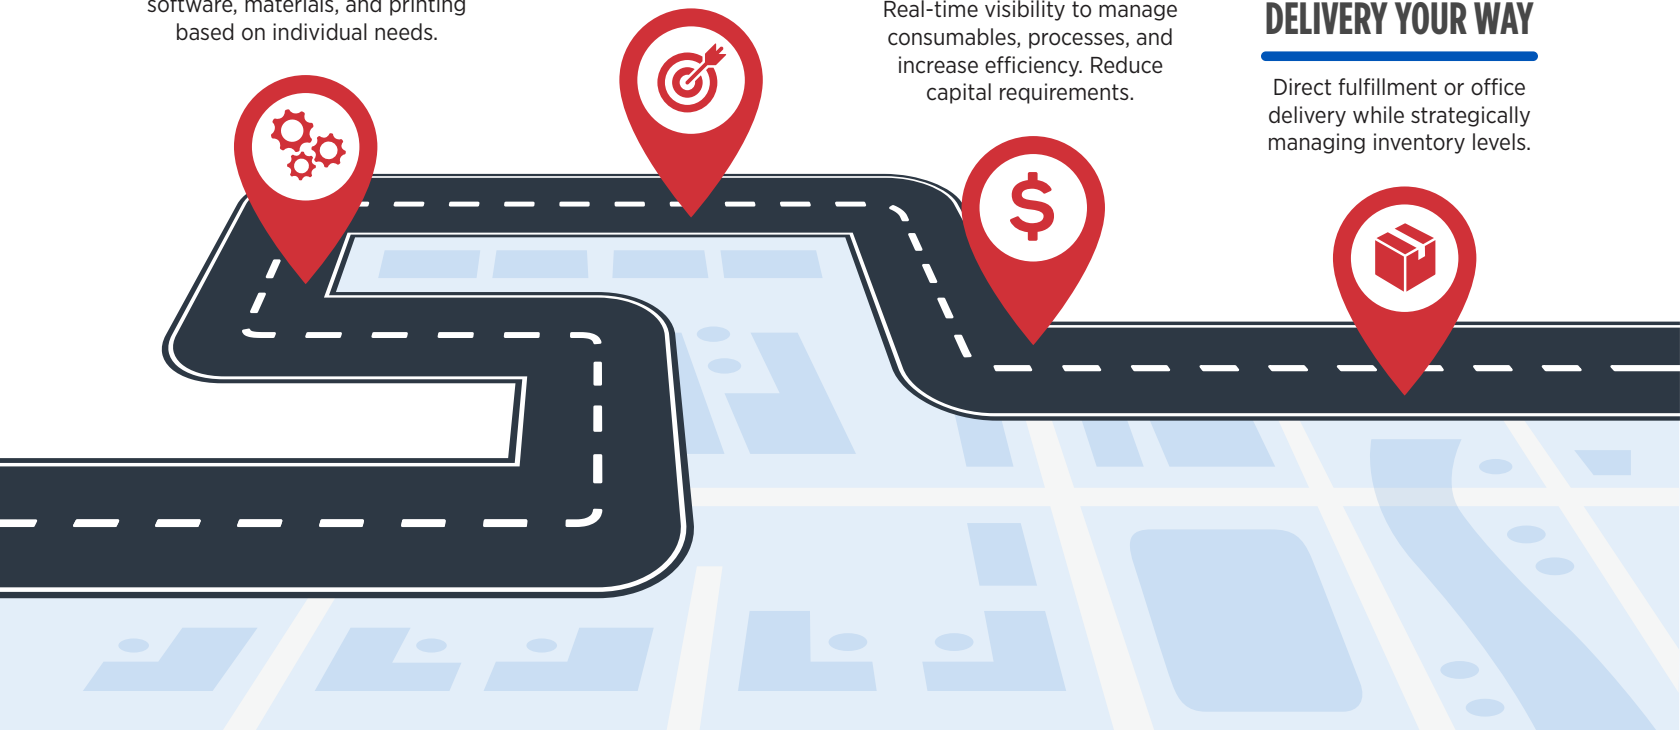 software, materials, and printing
based on individual needs.
Real-time visibility to manage
consumables, processes, and
increase efficiency. Reduce
capital requirements.
DELIVERY YOUR WAY
Direct fulfillment or office
delivery while strategically
managing inventory levels.